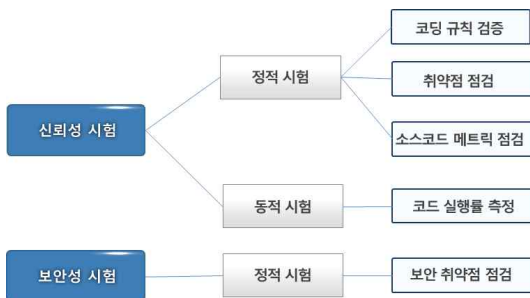 코딩 규칙 검증
정적 시험
취약점 점검
신뢰성 시험
소스코드 메트릭 점검
동적 시험
코드 실행률 측정
보안성 시험
정적 시험
보안 취약점 점검